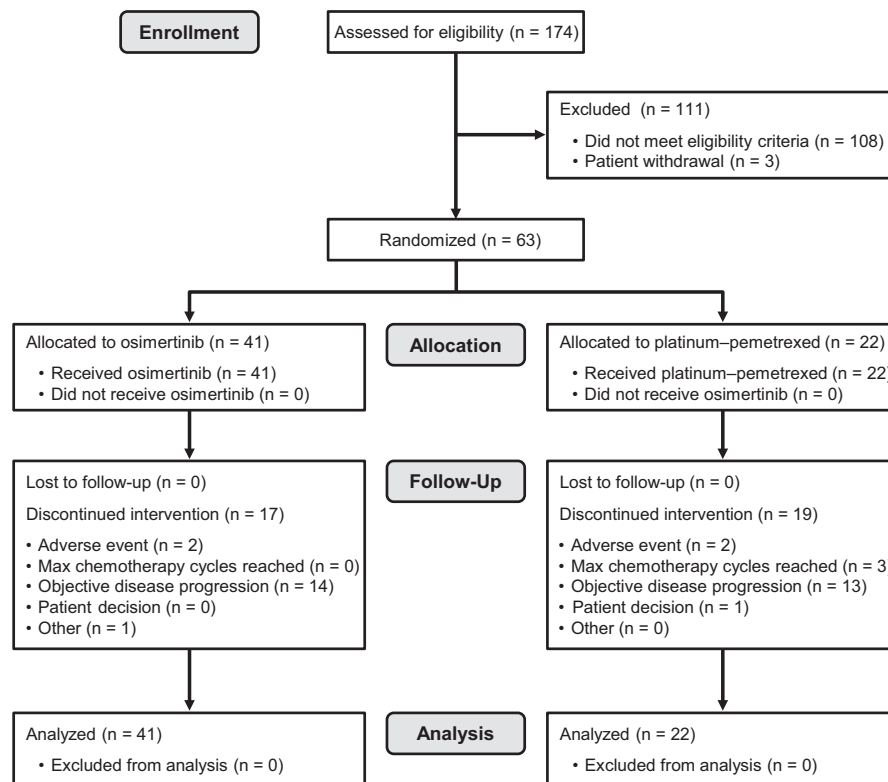 Enrollment
Assessed for eligibility (n = 174)
Excluded (n = 111)
• Did not meet eligibility criteria (n = 108)
• Patient withdrawal (n = 3)
Randomized (n = 63)
Allocated to osimertinib (n = 41)
• Received osimertinib (n = 41)
• Did not receive osimertinib (n = 0)
Allocation
Allocated to platinum–pemetrexed (n = 22)
• Received platinum–pemetrexed (n = 22)
• Did not receive osimertinib (n = 0)
Lost to follow-up (n = 0)
Discontinued intervention (n = 17)
• Adverse event (n = 2)
• Max chemotherapy cycles reached (n = 0)
• Objective disease progression (n = 14)
• Patient decision (n = 0)
• Other (n = 1)
Follow-Up
Lost to follow-up (n = 0)
Discontinued intervention (n = 19)
• Adverse event (n = 2)
• Max chemotherapy cycles reached (n = 3
• Objective disease progression (n = 13)
• Patient decision (n = 1)
• Other (n = 0)
Analyzed (n = 41)
• Excluded from analysis (n = 0)
Analysis
Analyzed (n = 22)
• Excluded from analysis (n = 0)